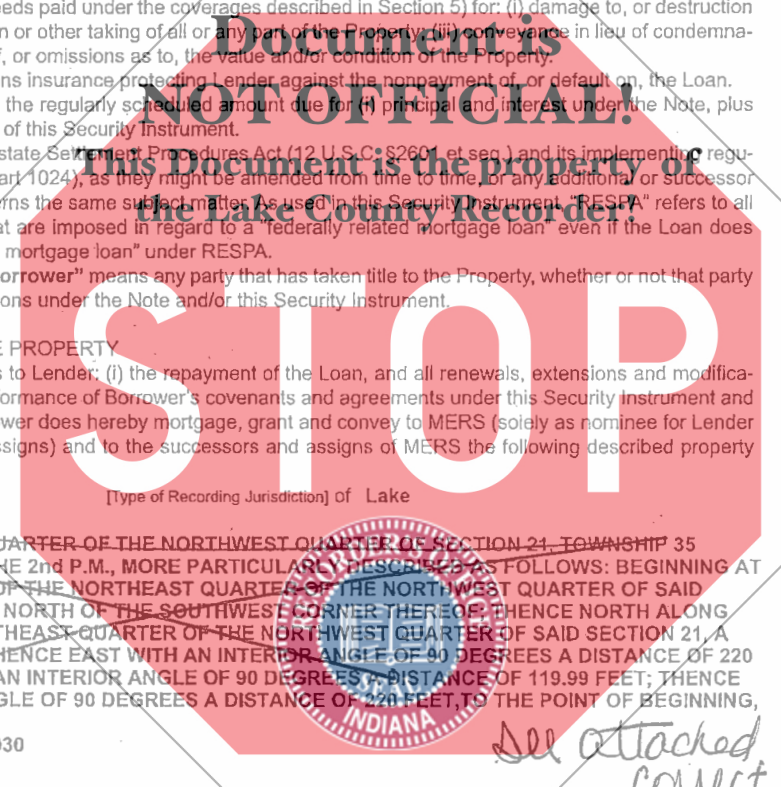 eeds paid under the coverages described in Section 5) for: (i) damage to, or destruction
Document is
n or other taking of all or any part of the Property; (iii) conveyance in lieu of condemna-
f, or omissions as to, the value and/or condition of the Property.
ns insurance protecting Lender against the nonpayment of, or default on, the Loan.
NOT OFFICIAL!
the regularly scheduled amount due for (i) principal and interest under the Note, plus
of this Security Instrument.
state Settlement Procedures Act (12 U.S.C. §2601 et seq.) and its implementing regu-
This Document is the property of
art 1024), as they might be amended from time to time, or any additional or successor
rns the same subject matter. As used in this Security Instrument, "RESPA" refers to all
the Lake County Recorder!
at are imposed in regard to a "federally related mortgage loan" even if the Loan does
mortgage loan" under RESPA.
orrower" means any party that has taken title to the Property, whether or not that party
ons under the Note and/or this Security Instrument.
STOP
E PROPERTY
s to Lender: (i) the repayment of the Loan, and all renewals, extensions and modifica-
ormance of Borrower's covenants and agreements under this Security Instrument and
wer does hereby mortgage, grant and convey to MERS (solely as nominee for Lender
ssigns) and to the successors and assigns of MERS the following described property
[Type of Recording Jurisdiction] of Lake
UARTER OF THE NORTHWEST QUARTER OF SECTION 21, TOWNSHIP 35
HE 2nd P.M., MORE PARTICULARLY DESCRIBED AS FOLLOWS: BEGINNING AT
OF THE NORTHEAST QUARTER OF THE NORTHWEST QUARTER OF SAID
NORTH OF THE SOUTHWEST CORNER THEREOF; THENCE NORTH ALONG
THEAST QUARTER OF THE NORTHWEST QUARTER OF SAID SECTION 21, A
HENCE EAST WITH AN INTERIOR ANGLE OF 90 DEGREES A DISTANCE OF 220
AN INTERIOR ANGLE OF 90 DEGREES A DISTANCE OF 119.99 FEET; THENCE
GLE OF 90 DEGREES A DISTANCE OF 220 FEET, TO THE POINT OF BEGINNING,
SEAL
INDIANA
030
See attached
correct